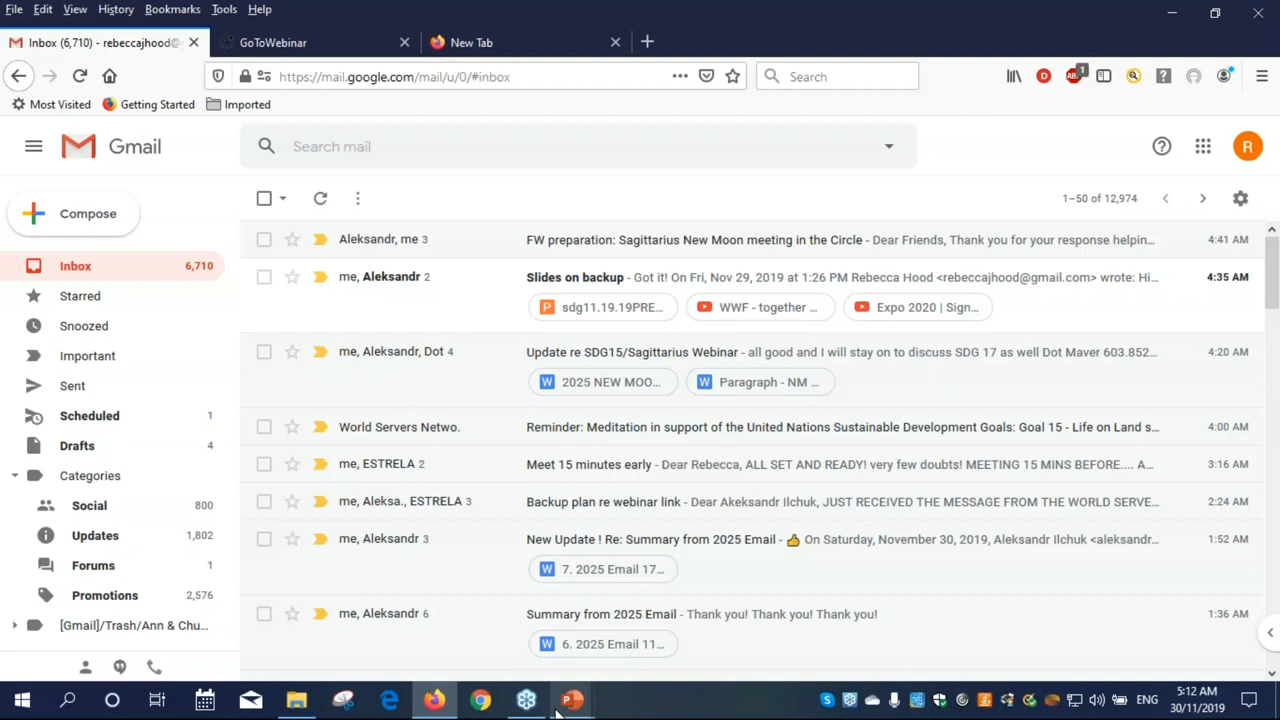 File Edit View History Bookmarks Tools Help
Inbox (6,710) - rebeccajhood@
GoToWebinar
New Tab
https://mail.google.com/mail/u/0/#inbox
Search
1
Most Visited
Getting Started
Imported
Gmail
Search mail
R
Compose
1–50 of 12,974
Inbox 6,710
Starred
Snoozed
Important
Sent
Scheduled 1
Drafts 4
Categories
Social 800
Updates 1,802
Forums 1
Promotions 2,576
[Gmail]/Trash/Ann & Chu...
Aleksandr, me 3 FW preparation: Sagittarius New Moon meeting in the Circle - Dear Friends, Thank you for your response helpin... 4:41 AM
me, Aleksandr 2 Slides on backup - Got it! On Fri, Nov 29, 2019 at 1:26 PM Rebecca Hood <rebeccajhood@gmail.com> wrote: Hi... 4:35 AM
P sdg11.19.19PRE... WWF - together ... Expo 2020 | Sign...
me, Aleksandr, Dot 4 Update re SDG15/Sagittarius Webinar - all good and I will stay on to discuss SDG 17 as well Dot Maver 603.852... 4:20 AM
W 2025 NEW MOO... W Paragraph - NM ...
World Servers Netwo. Reminder: Meditation in support of the United Nations Sustainable Development Goals: Goal 15 - Life on Land s... 4:00 AM
me, ESTRELA 2 Meet 15 minutes early - Dear Rebecca, ALL SET AND READY! very few doubts! MEETING 15 MINS BEFORE.... A... 3:16 AM
me, Aleksa., ESTRELA 3 Backup plan re webinar link - Dear Akeksandr Ilchuk, JUST RECEIVED THE MESSAGE FROM THE WORLD SERVE... 2:24 AM
me, Aleksandr 3 New Update ! Re: Summary from 2025 Email - 👍 On Saturday, November 30, 2019, Aleksandr Ilchuk <aleksandr... 1:52 AM
W 7. 2025 Email 17...
me, Aleksandr 6 Summary from 2025 Email - Thank you! Thank you! Thank you! 1:36 AM
W 6. 2025 Email 11...
ENG
5:12 AM
30/11/2019